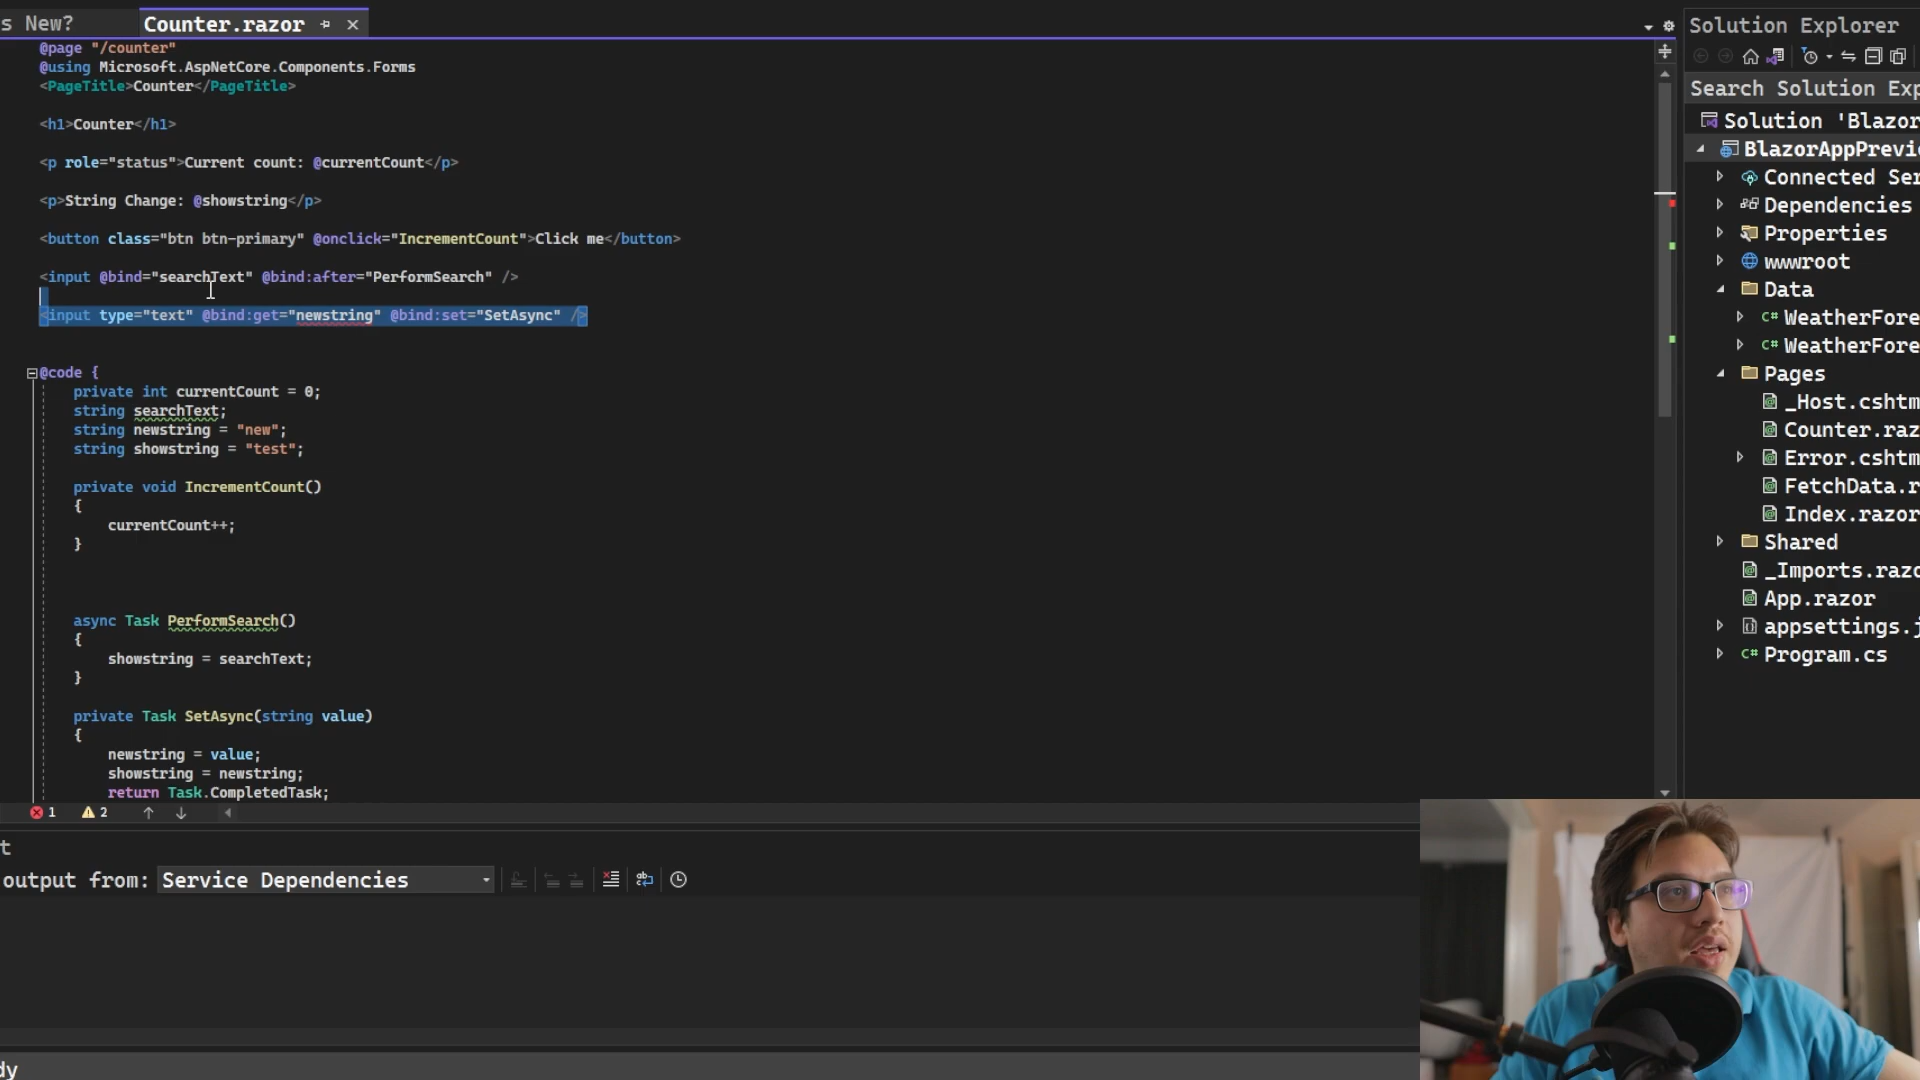 s New?
Counter.razor
@page "/counter"
@using Microsoft.AspNetCore.Components.Forms
<PageTitle>Counter</PageTitle>
<h1>Counter</h1>
<p role="status">Current count: @currentCount</p>
<p>String Change: @showstring</p>
<button class="btn btn-primary" @onclick="IncrementCount">Click me</button>
<input @bind="searchText" @bind:after="PerformSearch" />
<input type="text" @bind:get="newstring" @bind:set="SetAsync" />
@code {
private int currentCount = 0;
string searchText;
string newstring = "new";
string showstring = "test";
private void IncrementCount()
{
currentCount++;
}
async Task PerformSearch()
{
showstring = searchText;
}
private Task SetAsync(string value)
{
newstring = value;
showstring = newstring;
return Task.CompletedTask;
1
2
t
output from: Service Dependencies
dy
Solution Explorer
Search Solution Exp
Solution 'Blazor
BlazorAppPrevi
Connected Ser
Dependencies
Properties
wwwroot
Data
C# WeatherFore
C# WeatherFore
Pages
_Host.cshtm
Counter.raz
Error.cshtm
FetchData.r
Index.razor
Shared
_Imports.razo
App.razor
appsettings.j
C# Program.cs